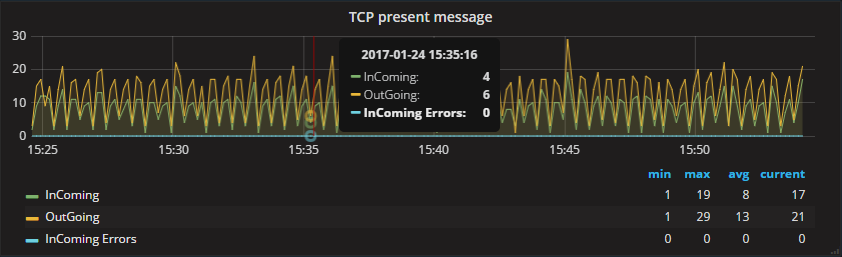 TCP present message
30
20
10
0
2017-01-24 15:35:16
InComing: 4
OutGoing: 6
InComing Errors: 0
15:25 15:30 15:35 15:40 15:45 15:50
min max avg current
InComing 1 19 8 17
OutGoing 1 29 13 21
InComing Errors 0 0 0 0